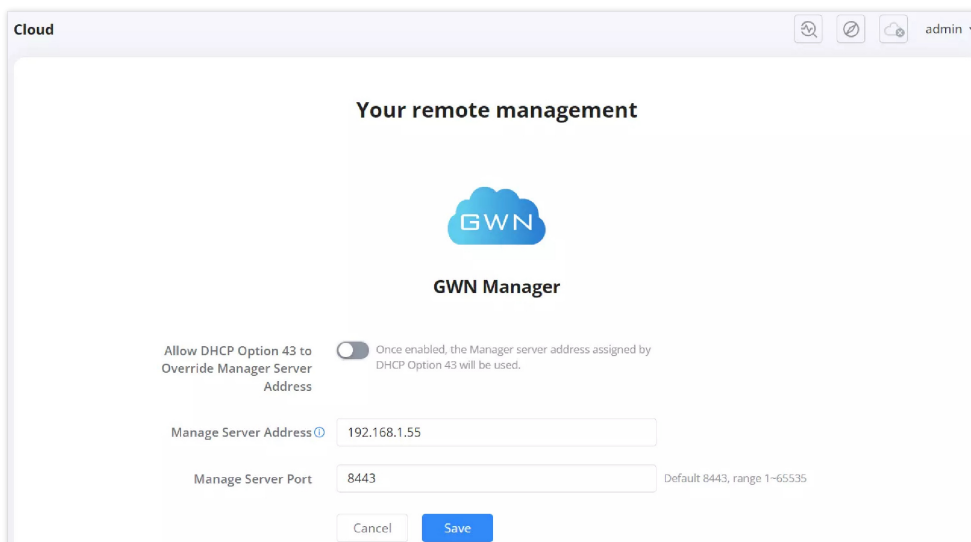 Cloud
admin
Your remote management
GWN
GWN Manager
Allow DHCP Option 43 to
Override Manager Server
Address
Once enabled, the Manager server address assigned by
DHCP Option 43 will be used.
Manage Server Address
192.168.1.55
Manage Server Port
8443
Default 8443, range 1~65535
Cancel
Save